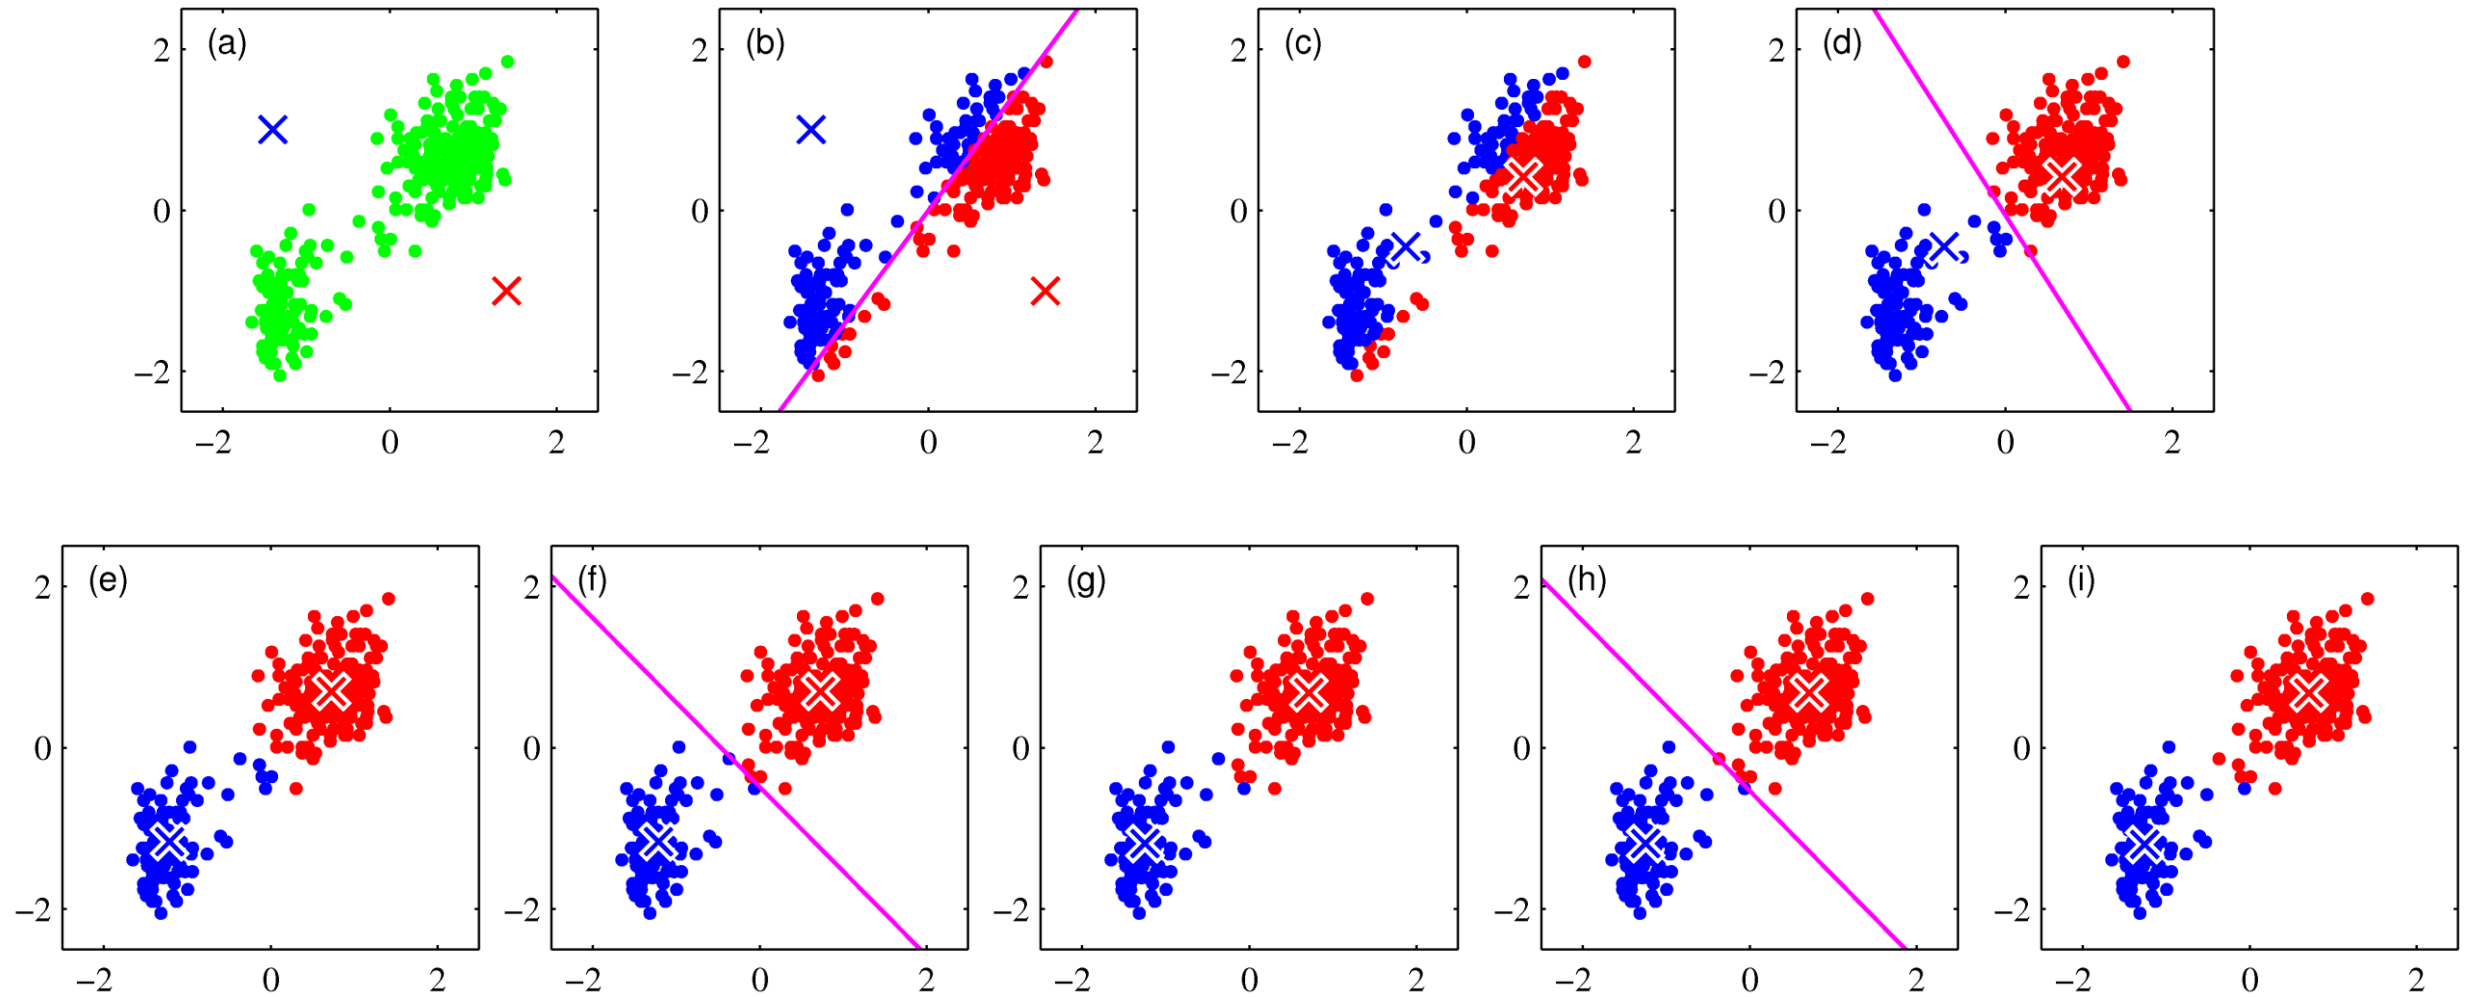 (a) (b) (c) (d)
2 2 2 2
0 0 0 0
−2 −2 −2 −2
−2 0 2 −2 0 2 −2 0 2 −2 0 2
(e) (f) (g) (h) (i)
2 2 2 2 2
0 0 0 0 0
−2 −2 −2 −2 −2
−2 0 2 −2 0 2 −2 0 2 −2 0 2 −2 0 2